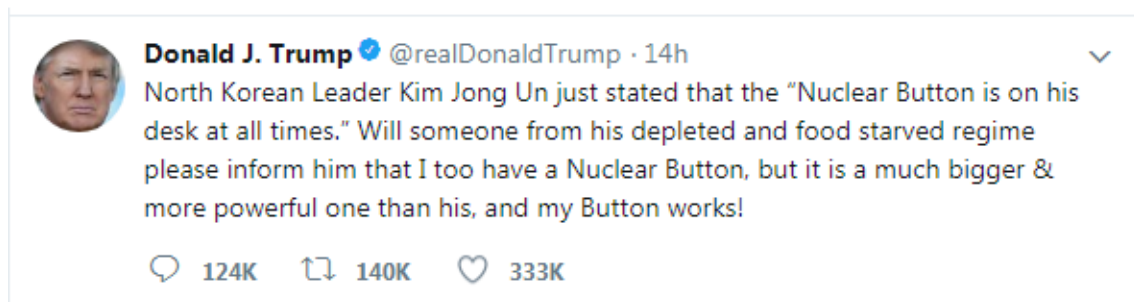 Donald J. Trump @realDonaldTrump · 14h
North Korean Leader Kim Jong Un just stated that the “Nuclear Button is on his
desk at all times.” Will someone from his depleted and food starved regime
please inform him that I too have a Nuclear Button, but it is a much bigger &
more powerful one than his, and my Button works!
124K 140K 333K